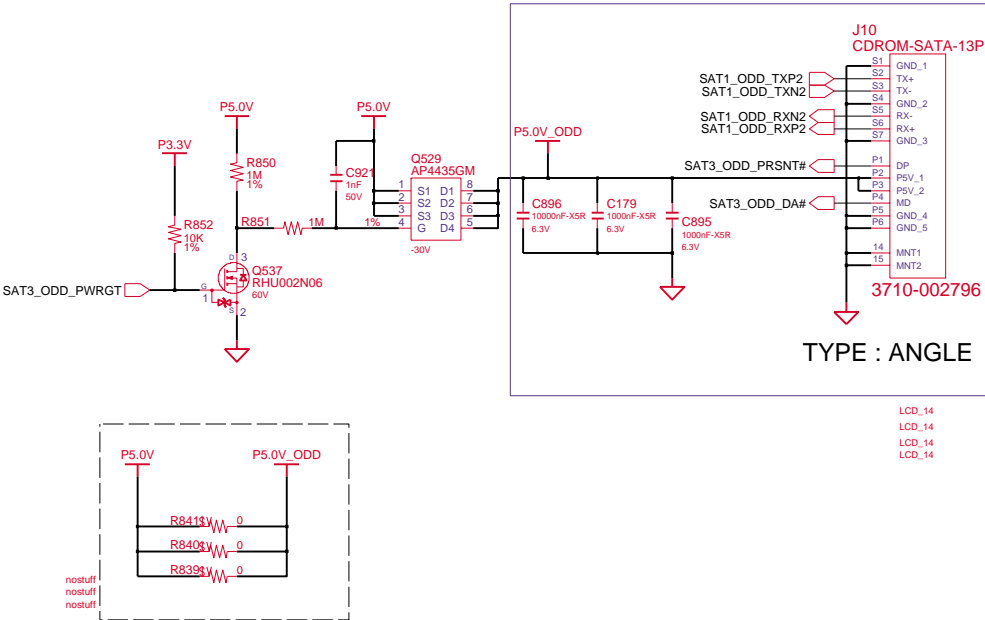 J10
CDROM-SATA-13P
S1 GND_1
SAT1_ODD_TXP2 S2 TX+
SAT1_ODD_TXN2 S3 TX-
S4 GND_2
SAT1_ODD_RXN2 S5 RX-
SAT1_ODD_RXP2 S6 RX+
S7 GND_3
SAT3_ODD_PRSNT# P1 DP
P2 P5V_1
P3 P5V_2
SAT3_ODD_DA# P4 MD
P5 GND_4
P6 GND_5
14 MNT1
15 MNT2
3710-002796
TYPE : ANGLE
P5.0V
P5.0V
P5.0V_ODD
P3.3V
R850
1M
1%
C921
1nF
50V
Q529
AP4435GM
1 S1 D1 8
2 S2 D2 7
3 S3 D3 6
4 G D4 5
-30V
R852
10K
1%
R851 1M 1%
C896
10000nF-X5R
6.3V
C179
1000nF-X5R
6.3V
C895
1000nF-X5R
6.3V
D 3
Q537
RHU002N06
60V
SAT3_ODD_PWRGT
G
1
S
2
LCD_14
LCD_14
LCD_14
LCD_14
P5.0V
P5.0V_ODD
R841 0
R840 0
R839 0
nostuff
nostuff
nostuff